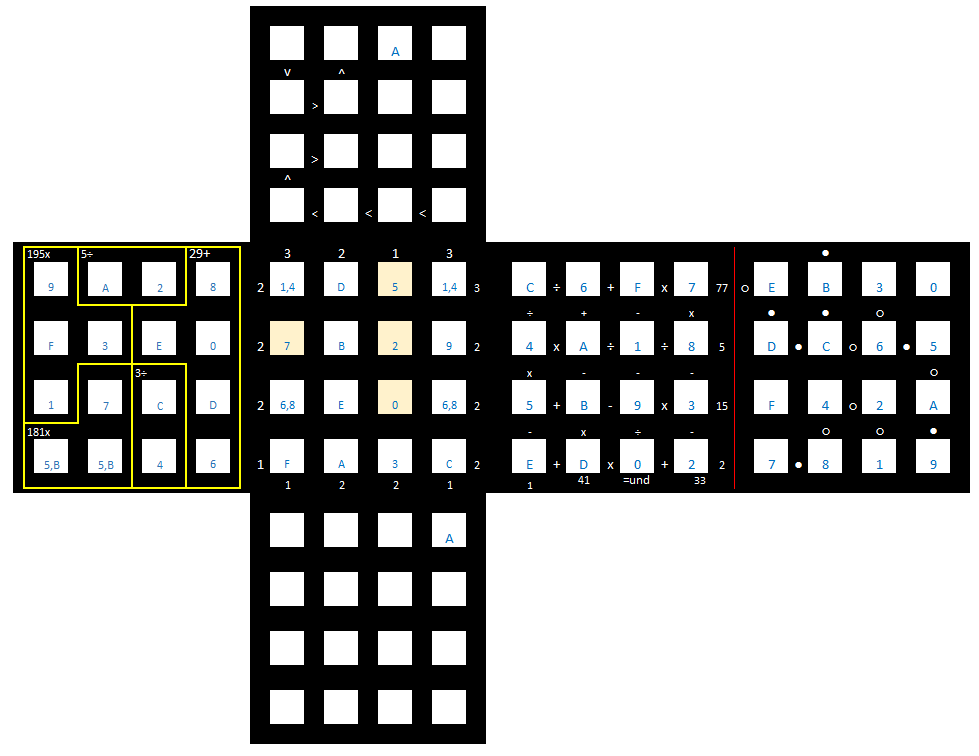 A
v ^
>
>
^
< < <
195x 5÷ 29+ 3 2 1 3 ●
9 A 2 8 2 1,4 D 5 1,4 3 C ÷ 6 + F x 7 77 o E B 3 0
÷ + - x ● ● o
F 3 E 0 2 7 B 2 9 2 4 x A ÷ 1 ÷ 8 5 D ● C o 6 ● 5
3÷ x - - - o
1 7 C D 2 6,8 E 0 6,8 2 5 + B - 9 x 3 15 F 4 o 2 A
181x - x ÷ - o o ●
5,B 5,B 4 6 1 F A 3 C 2 E + D x 0 + 2 2 7 ● 8 1 9
1 2 2 1 1 41 =und 33
A